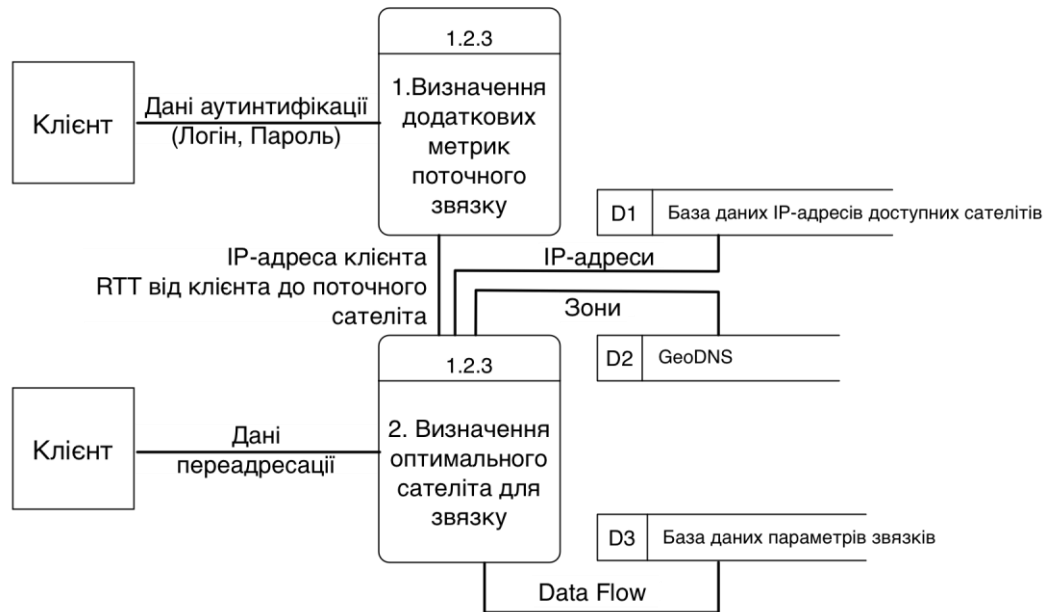 1.2.3
Клієнт
Дані аутинтифікації
(Логін, Пароль)
1.Визначення
додаткових
метрик
поточного
звязку
D1
База даних IP-адресів доступних сателітів
IP-адреса клієнта
RTT від клієнта до поточного
сателіта
IP-адреси
Зони
D2
GeoDNS
1.2.3
Клієнт
Дані
переадресації
2. Визначення
оптимального
сателіта для
звязку
D3
База даних параметрів звязків
Data Flow